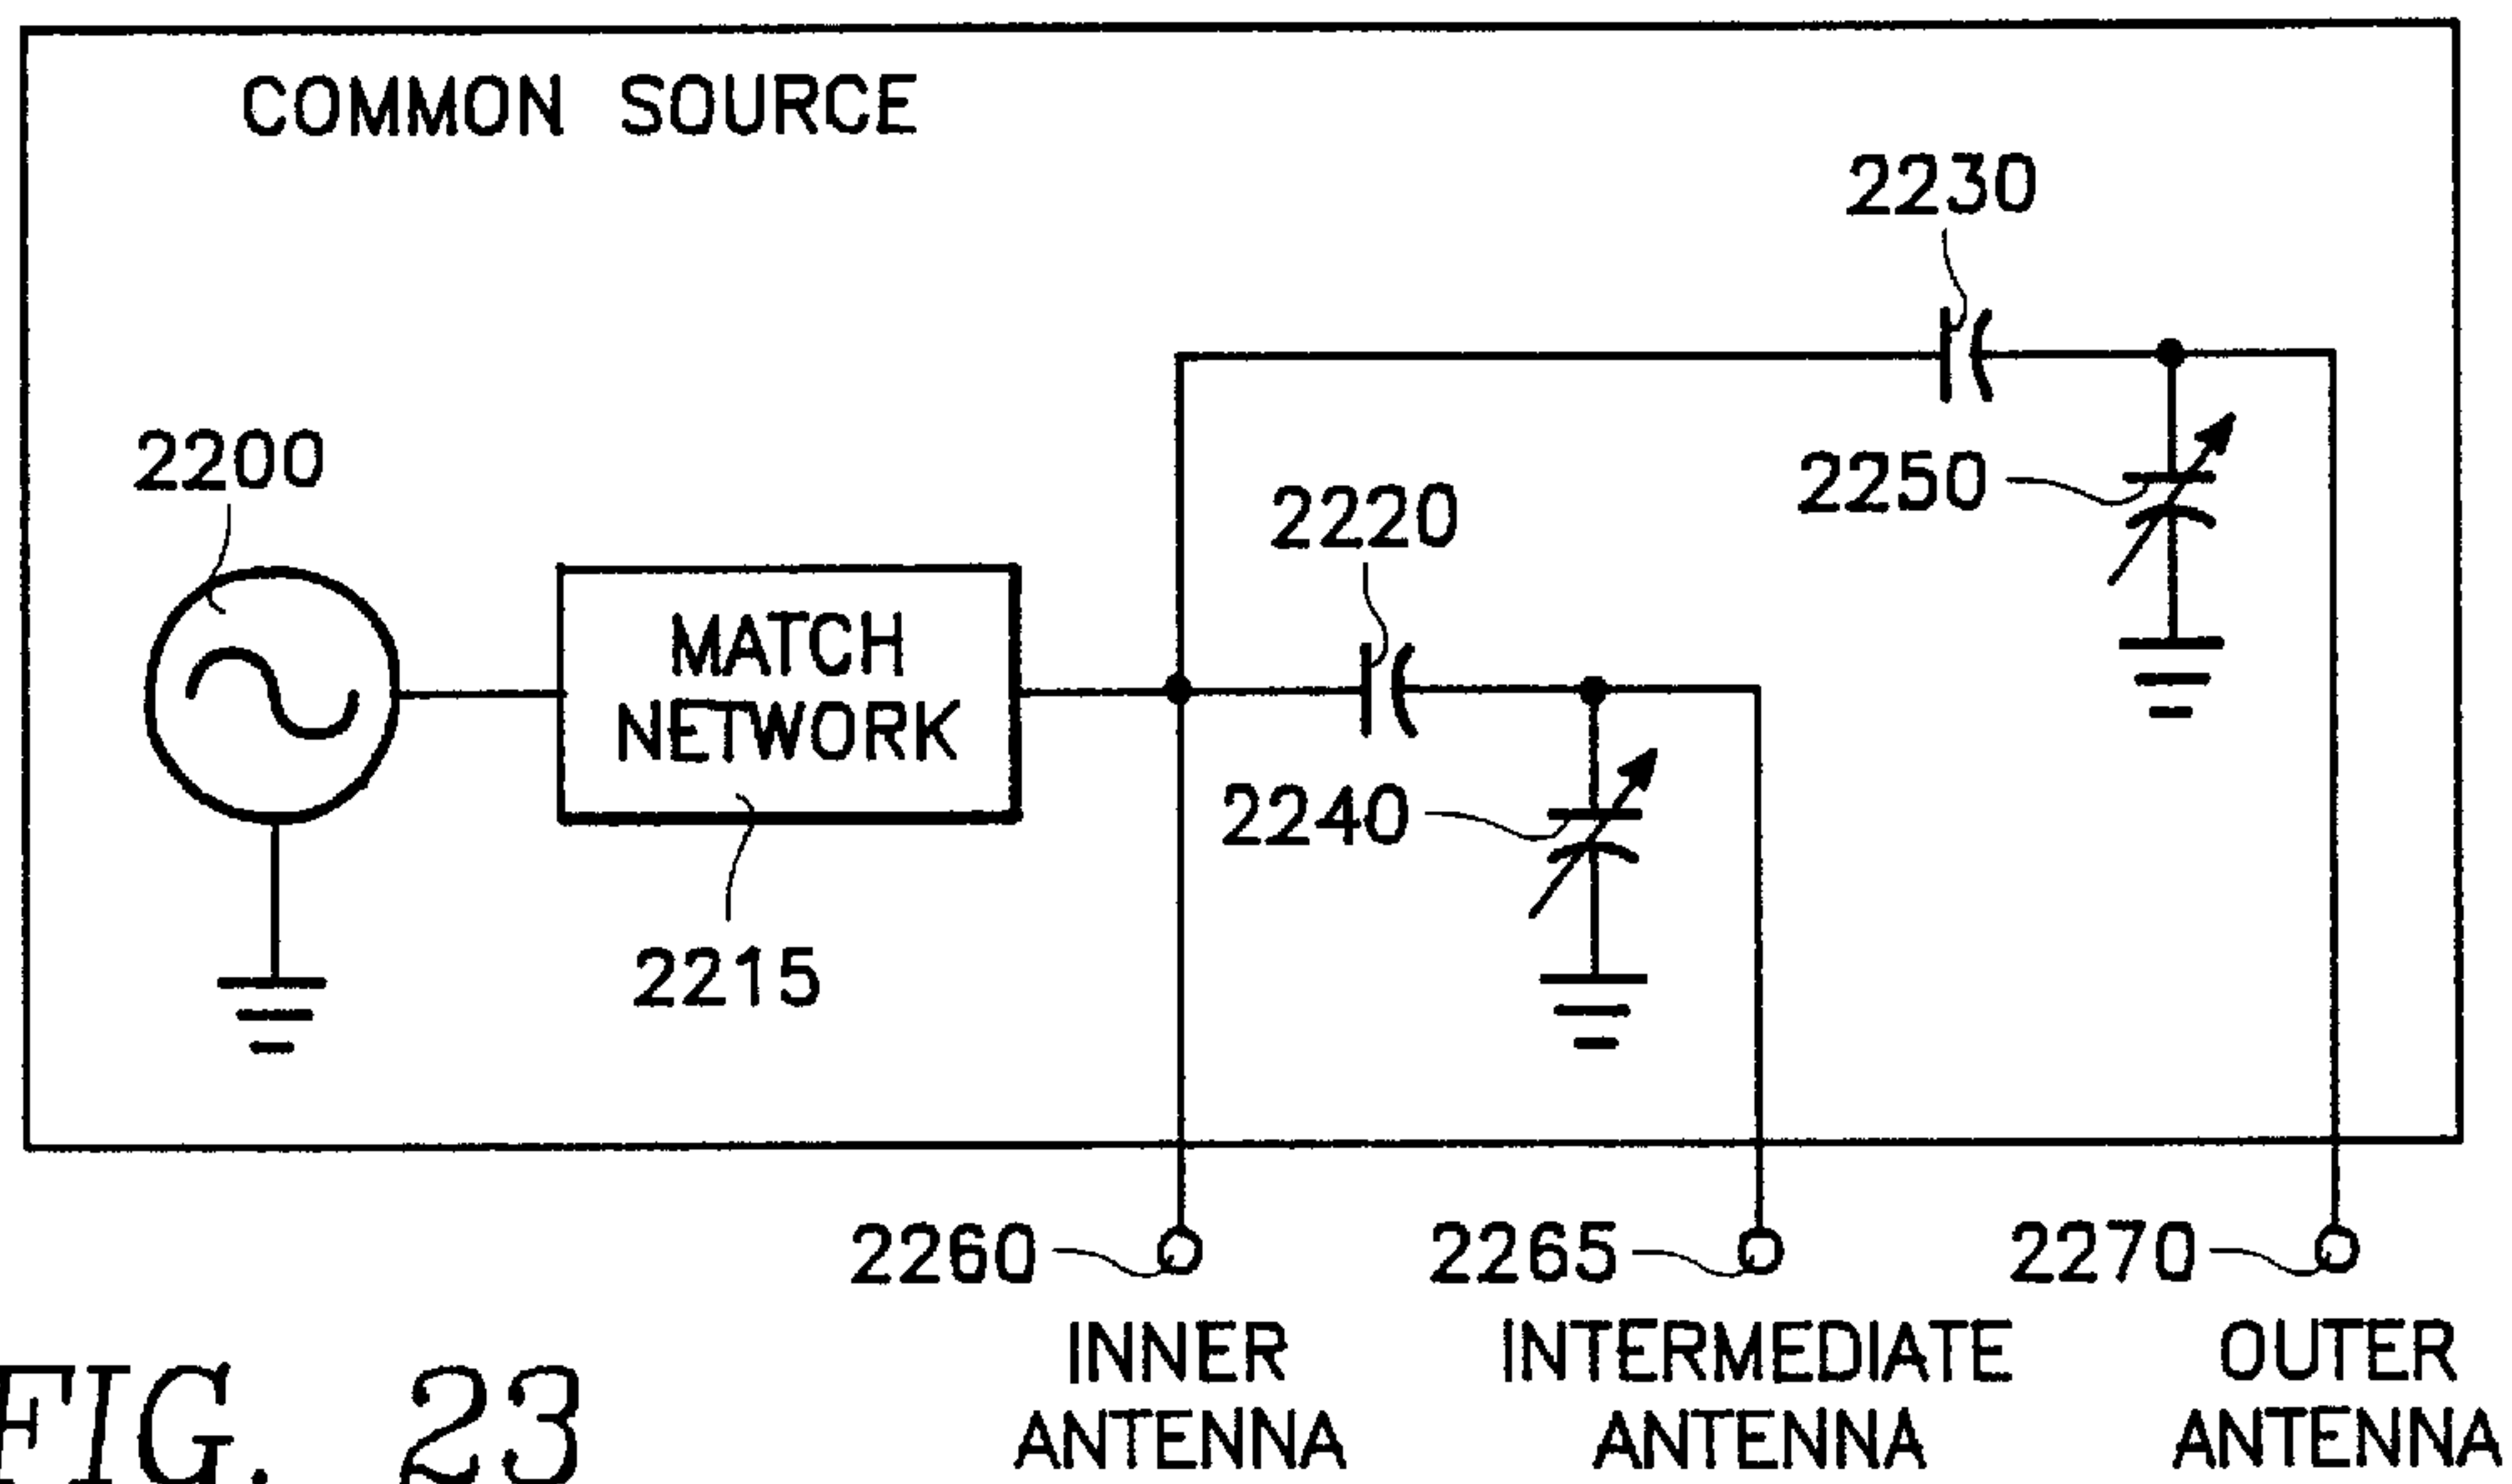 COMMON SOURCE
2230
2200
2250
2220
MATCH
NETWORK
2240
2215
2260
2265
2270
INNER
ANTENNA
INTERMEDIATE
ANTENNA
OUTER
ANTENNA
FIG. 23